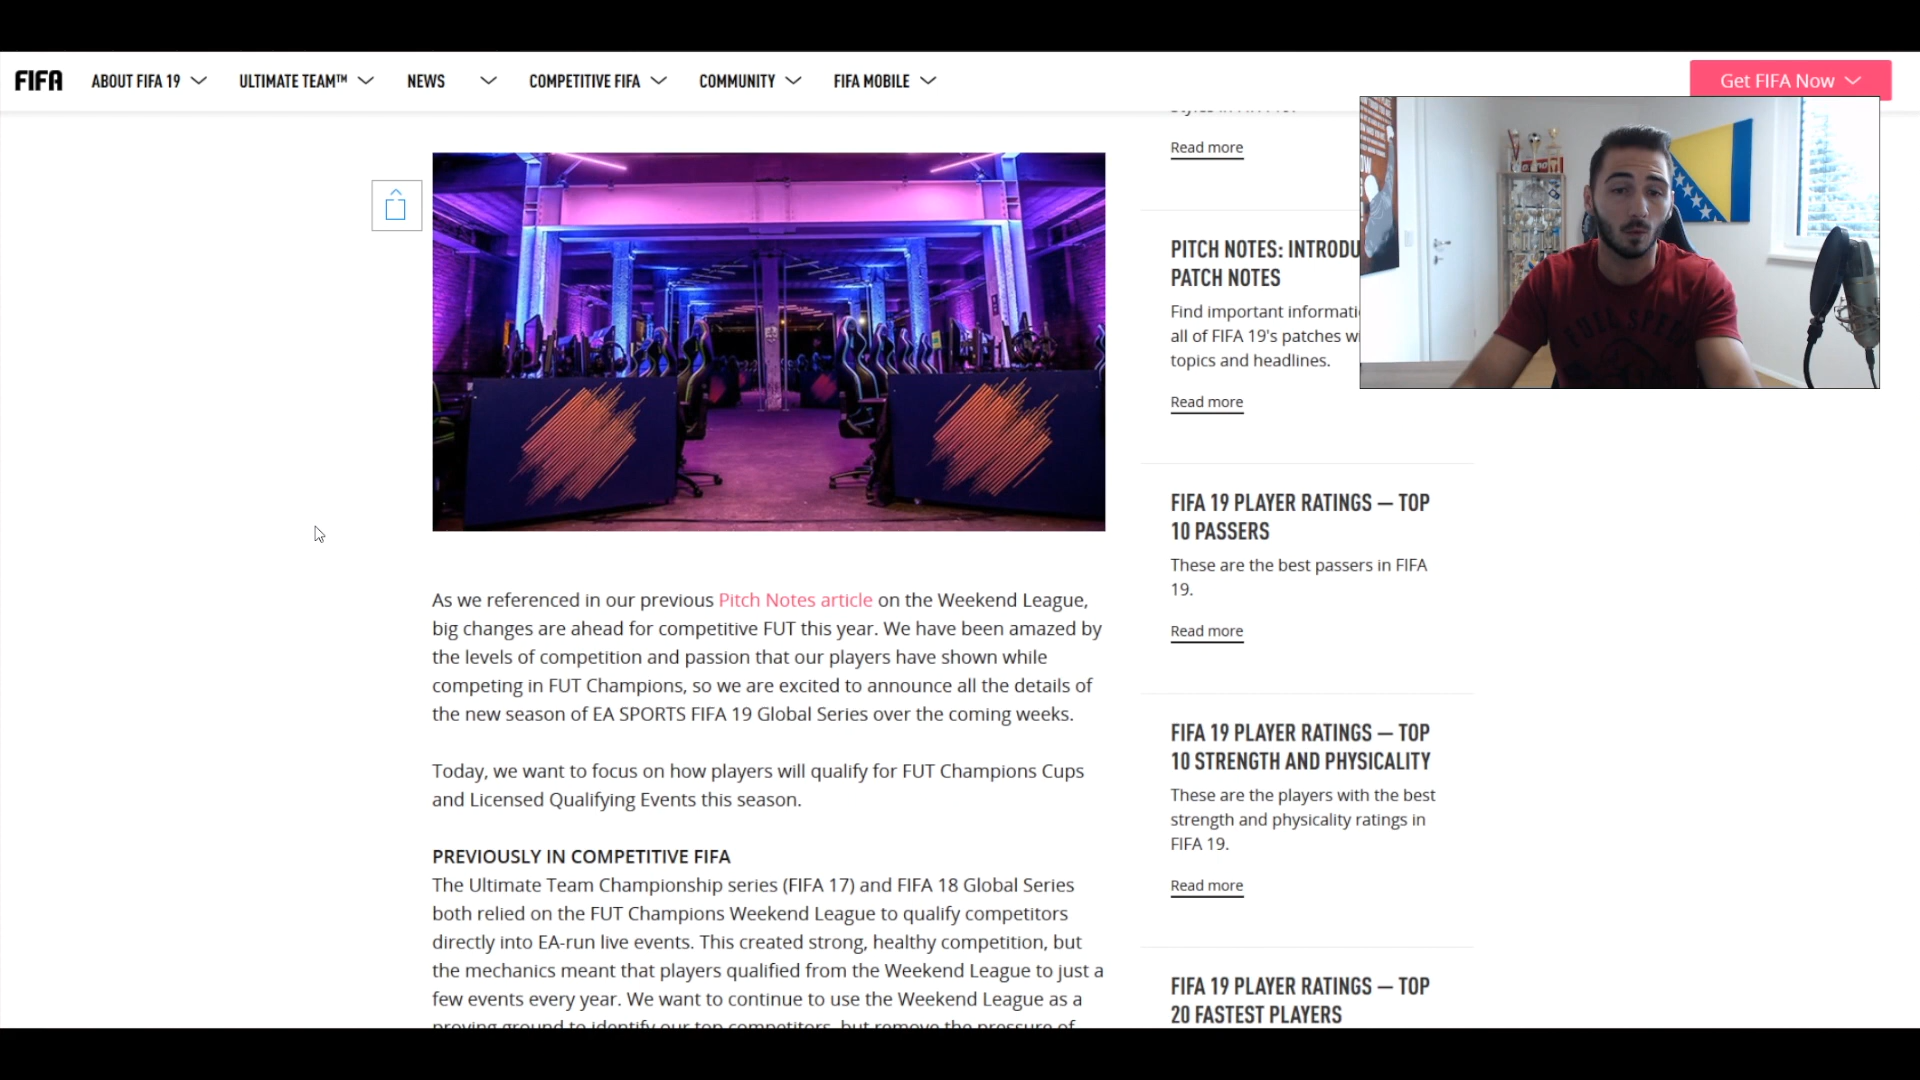 FIFA ABOUT FIFA 19 ULTIMATE TEAM™ NEWS COMPETITIVE FIFA COMMUNITY FIFA MOBILE Get FIFA Now
As we referenced in our previous Pitch Notes article on the Weekend League,
big changes are ahead for competitive FUT this year. We have been amazed by
the levels of competition and passion that our players have shown while
competing in FUT Champions, so we are excited to announce all the details of
the new season of EA SPORTS FIFA 19 Global Series over the coming weeks.
Today, we want to focus on how players will qualify for FUT Champions Cups
and Licensed Qualifying Events this season.
PREVIOUSLY IN COMPETITIVE FIFA
The Ultimate Team Championship series (FIFA 17) and FIFA 18 Global Series
both relied on the FUT Champions Weekend League to qualify competitors
directly into EA-run live events. This created strong, healthy competition, but
the mechanics meant that players qualified from the Weekend League to just a
few events every year. We want to continue to use the Weekend League as a
proving ground to identify our top competitors, but remove the pressure of
Read more
PITCH NOTES: INTRODU
PATCH NOTES
Find important informati
all of FIFA 19's patches w
topics and headlines.
Read more
FIFA 19 PLAYER RATINGS — TOP
10 PASSERS
These are the best passers in FIFA
19.
Read more
FIFA 19 PLAYER RATINGS — TOP
10 STRENGTH AND PHYSICALITY
These are the players with the best
strength and physicality ratings in
FIFA 19.
Read more
FIFA 19 PLAYER RATINGS — TOP
20 FASTEST PLAYERS
FULL SPEED